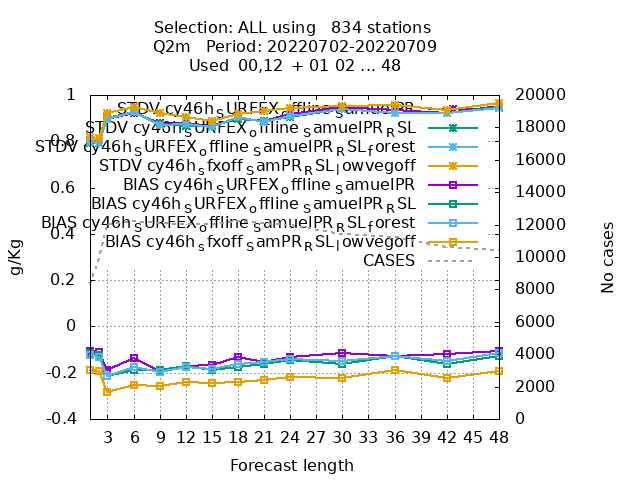 Selection: ALL using   834 stations
Q2m   Period: 20220702-20220709
Used  00,12  + 01 02 ... 48
1
0.8
0.6
0.4
0.2
0
-0.2
-0.4
g/Kg
STDV cy46h_SURFEX_offline_SamuelPR
STDV cy46h_SURFEX_offline_SamuelPR_RSL
STDV cy46h_SURFEX_offline_SamuelPR_RSL_forest
STDV cy46h_Sfxoff_SamPR_RSL_lowvegoff
BIAS cy46h_SURFEX_offline_SamuelPR
BIAS cy46h_SURFEX_offline_SamuelPR_RSL
BIAS cy46h_SURFEX_offline_SamuelPR_RSL_forest
BIAS cy46h_Sfxoff_SamPR_RSL_lowvegoff
CASES
20000
18000
16000
14000
12000
10000
8000
6000
4000
2000
0
No cases
3 6 9 12 15 18 21 24 27 30 33 36 39 42 45 48
Forecast length